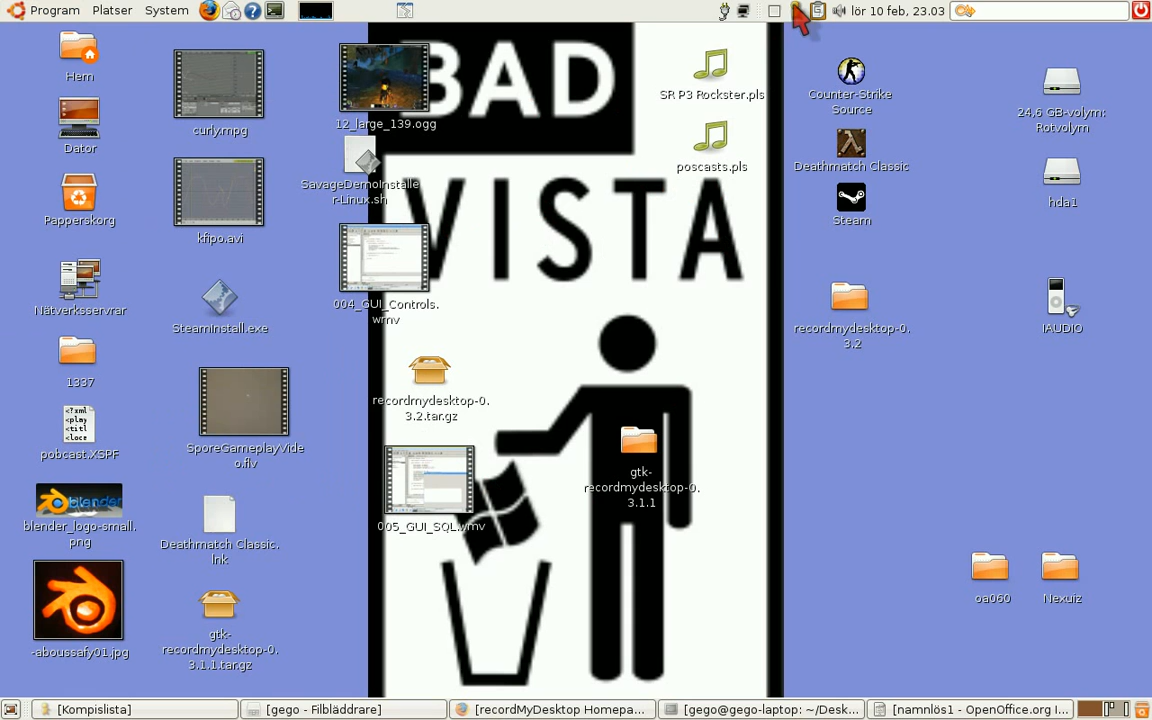 Program Platser System
lör 10 feb, 23.03
BAD
VISTA
Hem
Dator
Papperskorg
Nätverksservrar
1337
<?xml
<play
<titl
<loce
pobcast.XSPF
blender
blender_logo-small.
png
-aboussafy01.jpg
curly.mpg
kfipo.avi
SteamInstall.exe
SporeGameplayVide
o.flv
Deathmatch Classic.
lnk
gtk-
recordmydesktop-0.
3.1.1.tar.gz
12_large_139.ogg
SavageDemoInstalle
r-Linux.sh
004_GUI_Controls.
wmv
recordmydesktop-0.
3.2.tar.gz
005_GUI_SQL.wmv
gtk-
recordmydesktop-0.
3.1.1
SR P3 Rockster.pls
poscasts.pls
Counter-Strike
Source
Deathmatch Classic
Steam
recordmydesktop-0.
3.2
24,6 GB-volym:
Rotvolym
hda1
IAUDIO
oa060
Nexuiz
[Kompislista]
[gego - Filbläddrare]
[recordMyDesktop Homepa...
[gego@gego-laptop: ~/Desk...
[namnlös1 - OpenOffice.org I...